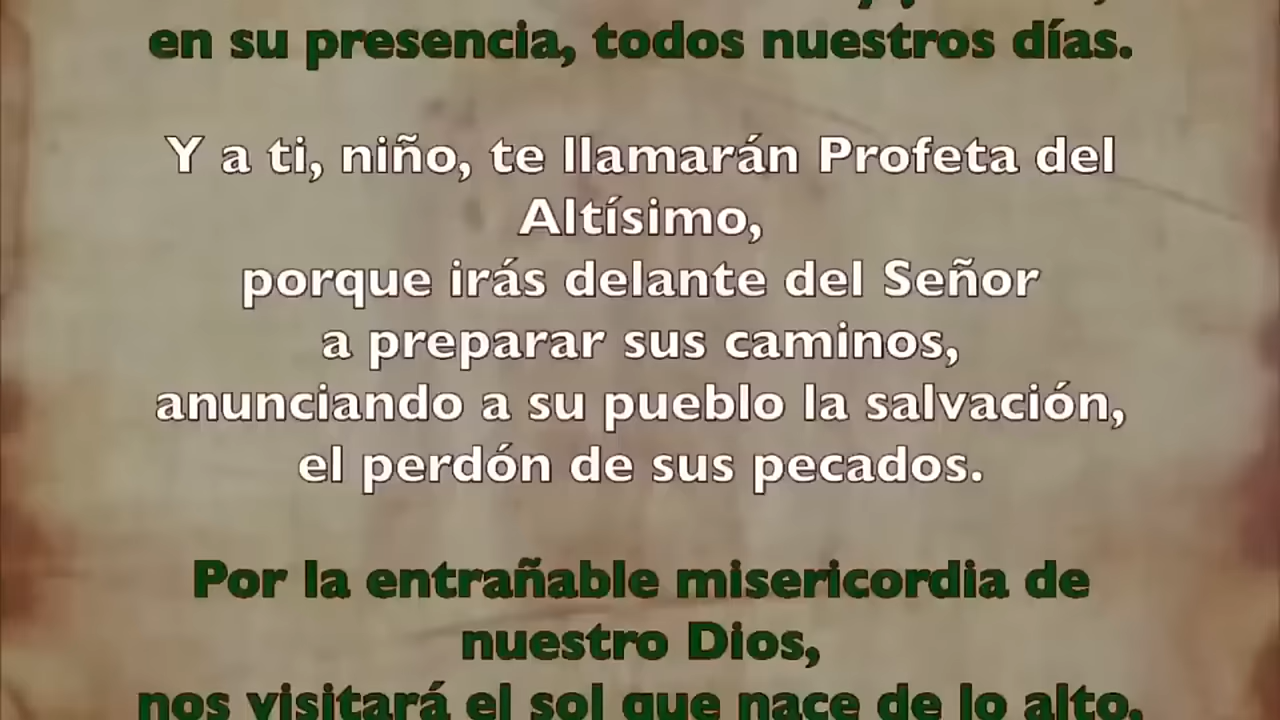 en su presencia, todos nuestros días.
Y a ti, niño, te llamarán Profeta del
Altísimo,
porque irás delante del Señor
a preparar sus caminos,
anunciando a su pueblo la salvación,
el perdón de sus pecados.
Por la entrañable misericordia de
nuestro Dios,
nos visitará el sol que nace de lo alto,